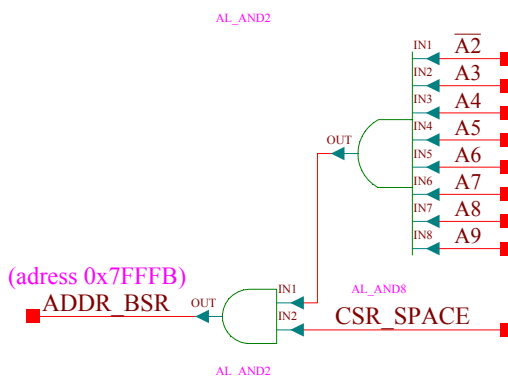 AL_AND2
IN1 A2
IN2 A3
IN3 A4
IN4 A5
OUT
IN5 A6
IN6 A7
IN7 A8
IN8 A9
(adress 0x7FFFB)
AL_AND8
ADDR_BSR OUT IN1
IN2 CSR_SPACE
AL_AND2